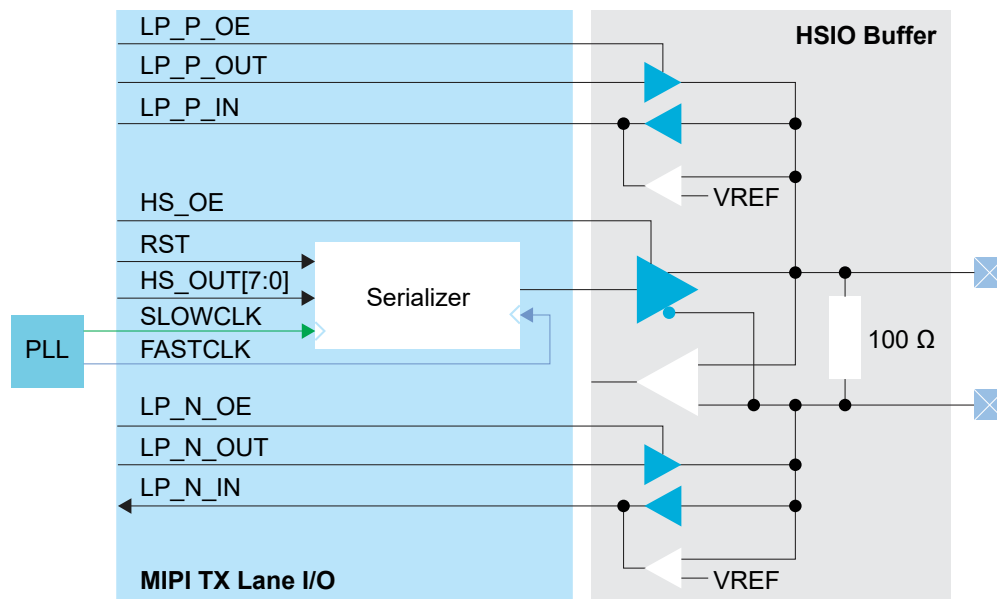 LP_P_OE
HSIO Buffer
LP_P_OUT
LP_P_IN
VREF
HS_OE
RST
HS_OUT[7:0]
Serializer
SLOWCLK
PLL
FASTCLK
100 Ω
LP_N_OE
LP_N_OUT
LP_N_IN
MIPI TX Lane I/O
VREF